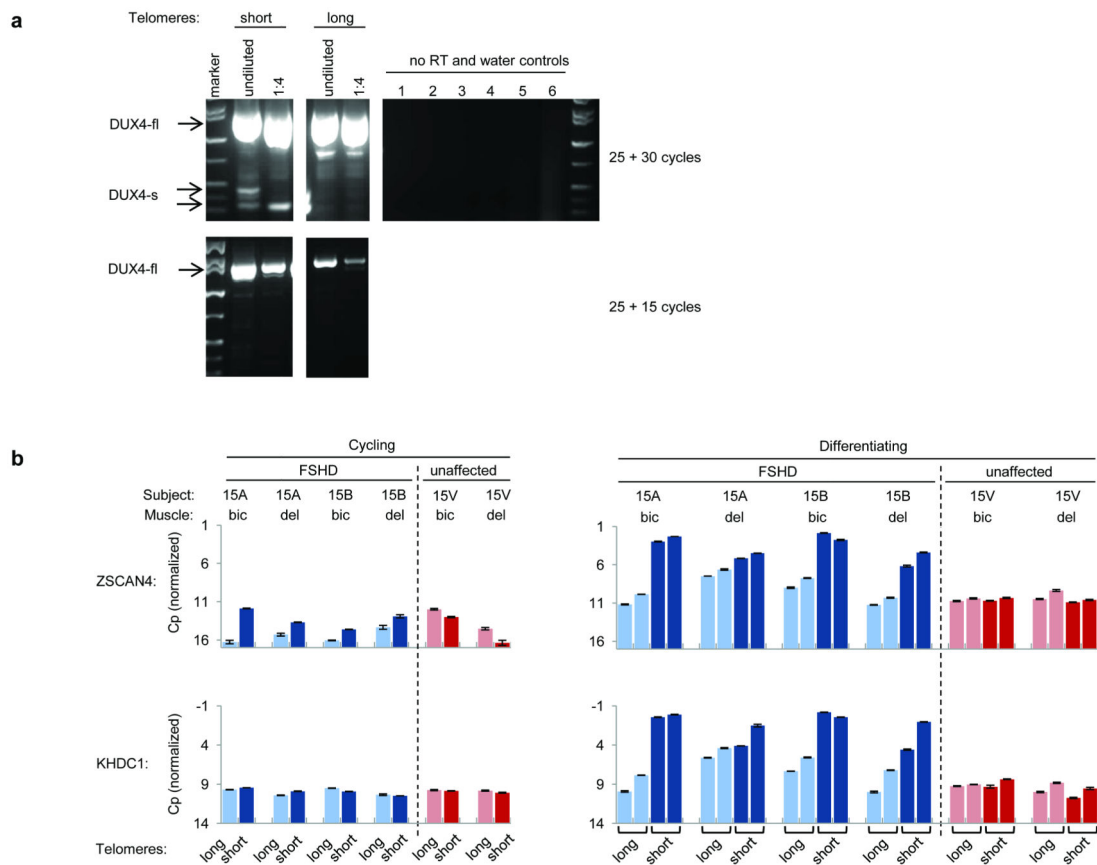 a
Telomeres: short long
marker undiluted 1:4 undiluted 1:4
no RT and water controls
1 2 3 4 5 6
DUX4-fl
25 + 30 cycles
DUX4-s
DUX4-fl
25 + 15 cycles
b
Cycling Differentiating
FSHD unaffected FSHD unaffected
Subject: 15A 15A 15B 15B 15V 15V 15A 15A 15B 15B 15V 15V
Muscle: bic del bic del bic del bic del bic del bic del
ZSCAN4:
Cp (normalized)
1
6
11
16
Cp (normalized)
1
6
11
16
KHDC1:
Cp (normalized)
-1
4
9
14
Cp (normalized)
-1
4
9
14
Telomeres: long short long short long short long short long short long short long short long short long short long short long short long short